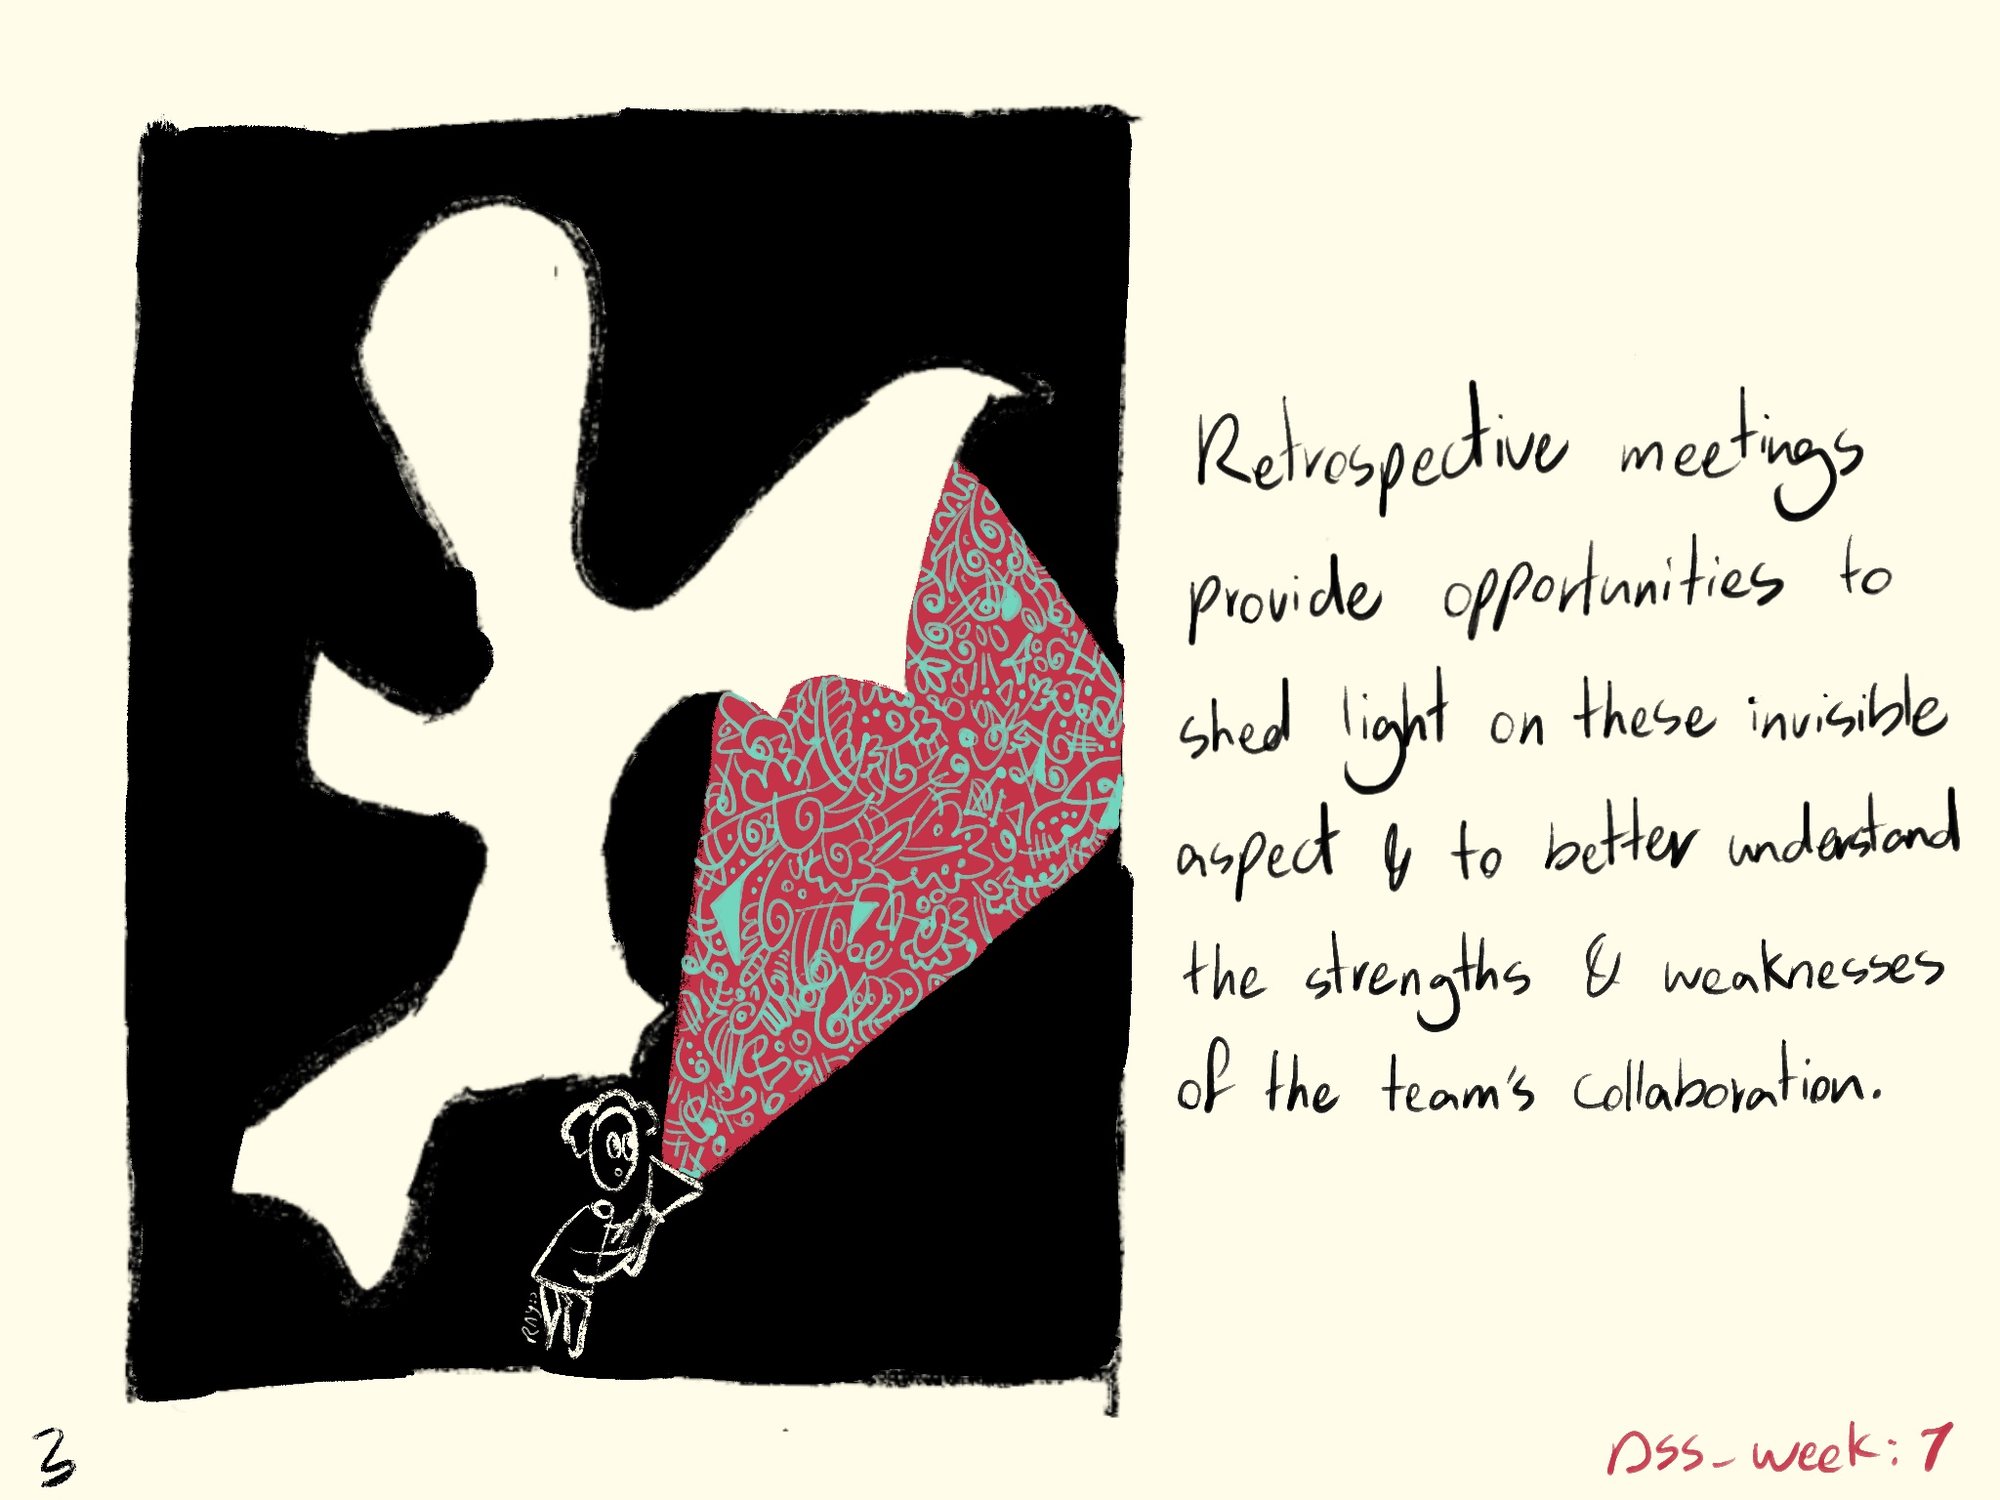 Retrospective meetings
provide opportunities to
shed light on these invisible
aspect & to better understand
the strengths & weaknesses
of the team's collaboration.
3
DSS_week: 7